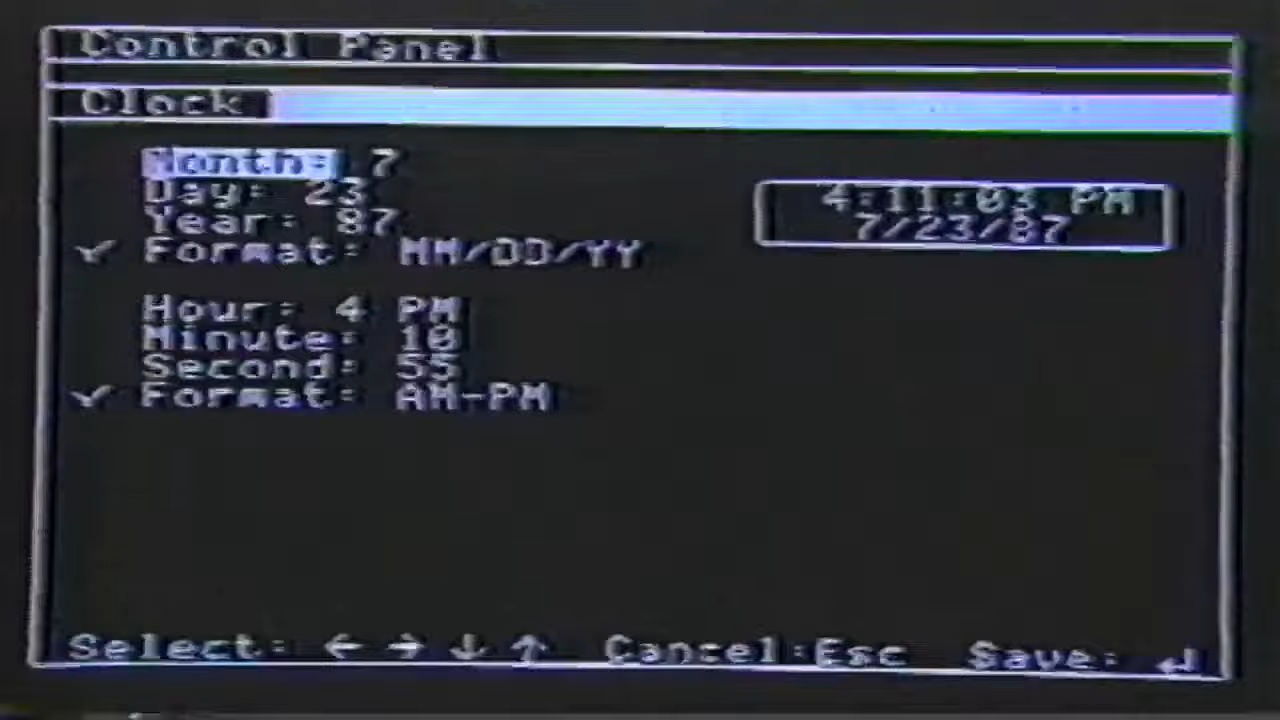 Control Panel
Clock
Month: 7
Day: 23
Year: 87
✓ Format: MM/DD/YY
4:11:03 PM
7/23/87
Hour: 4 PM
Minute: 10
Second: 55
✓ Format: AM-PM
Select: ← → ↓ ↑ Cancel:Esc Save: ↵